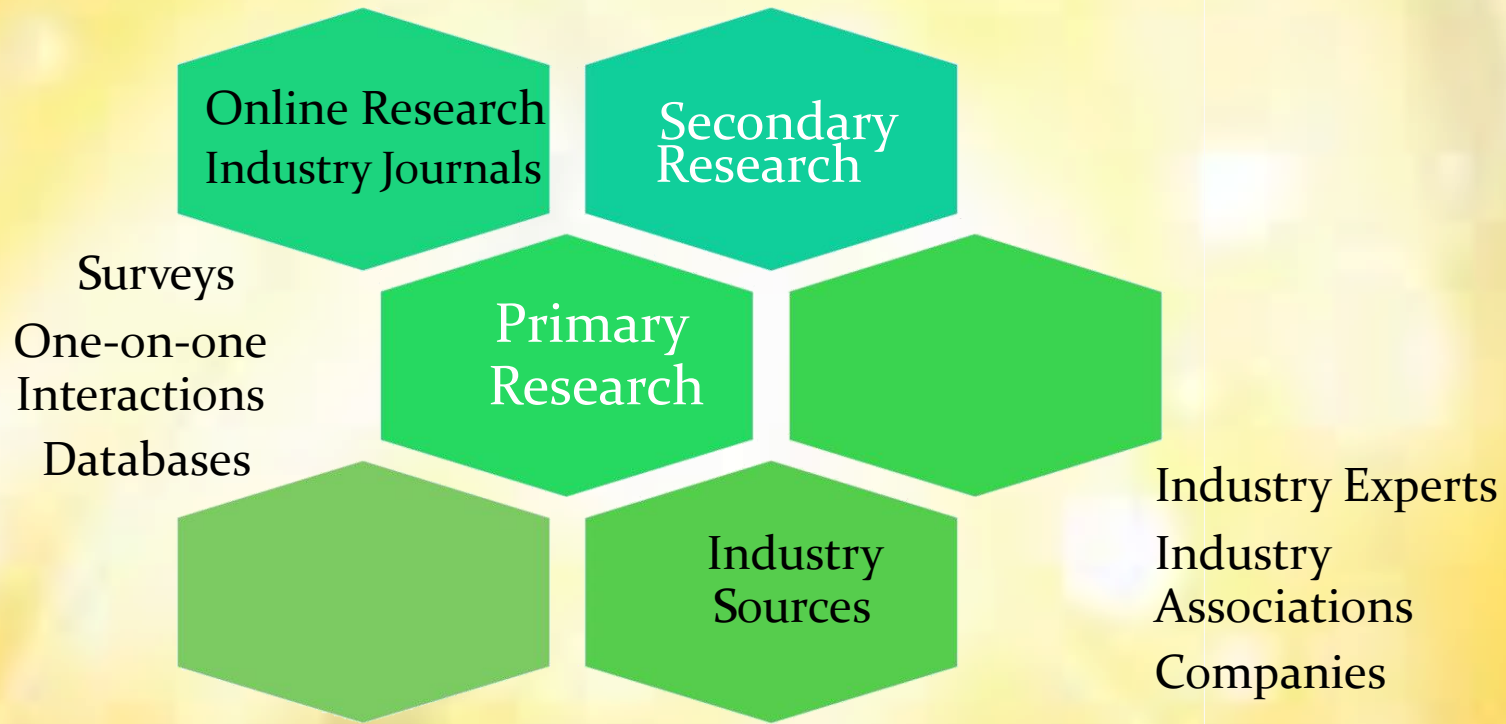 Online Research
Industry Journals
Secondary
Research
Surveys
One-on-one
Interactions
Databases
Primary
Research
Industry
Sources
Industry Experts
Industry
Associations
Companies